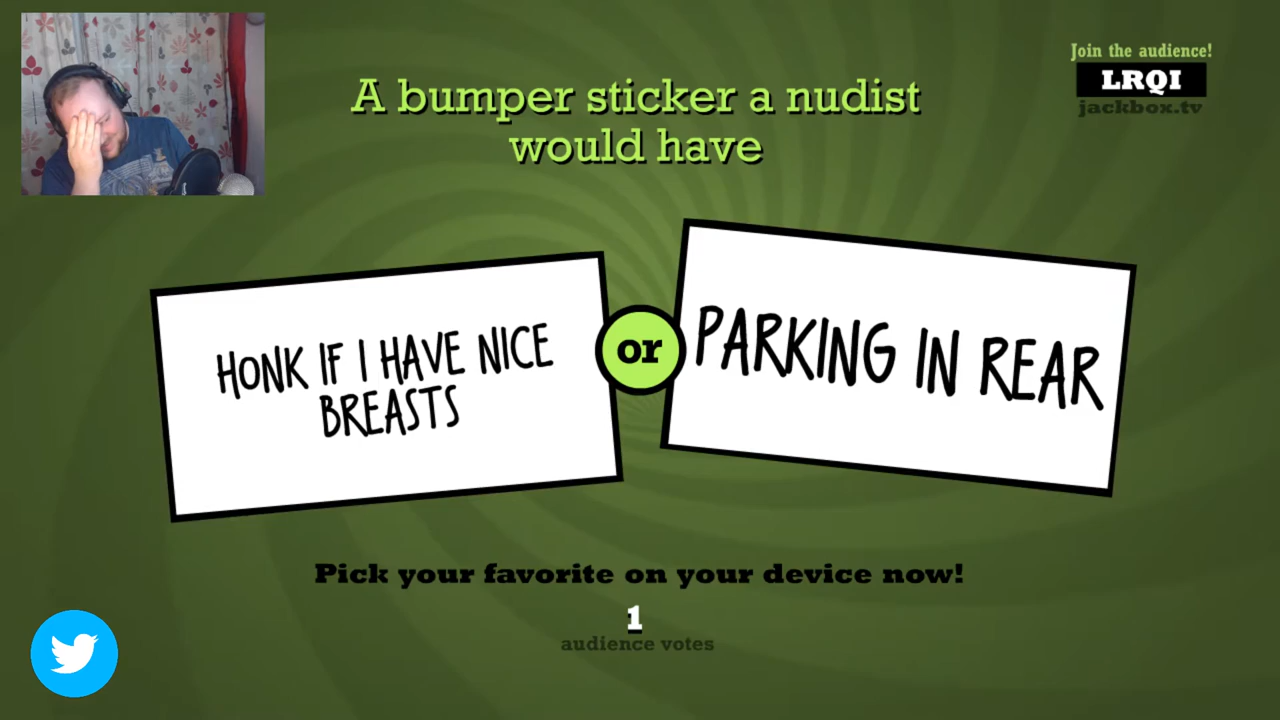 Join the audience!
LRQI
jackbox.tv
A bumper sticker a nudist
would have
HONK IF I HAVE NICE
BREASTS
or
PARKING IN REAR
Pick your favorite on your device now!
1
audience votes